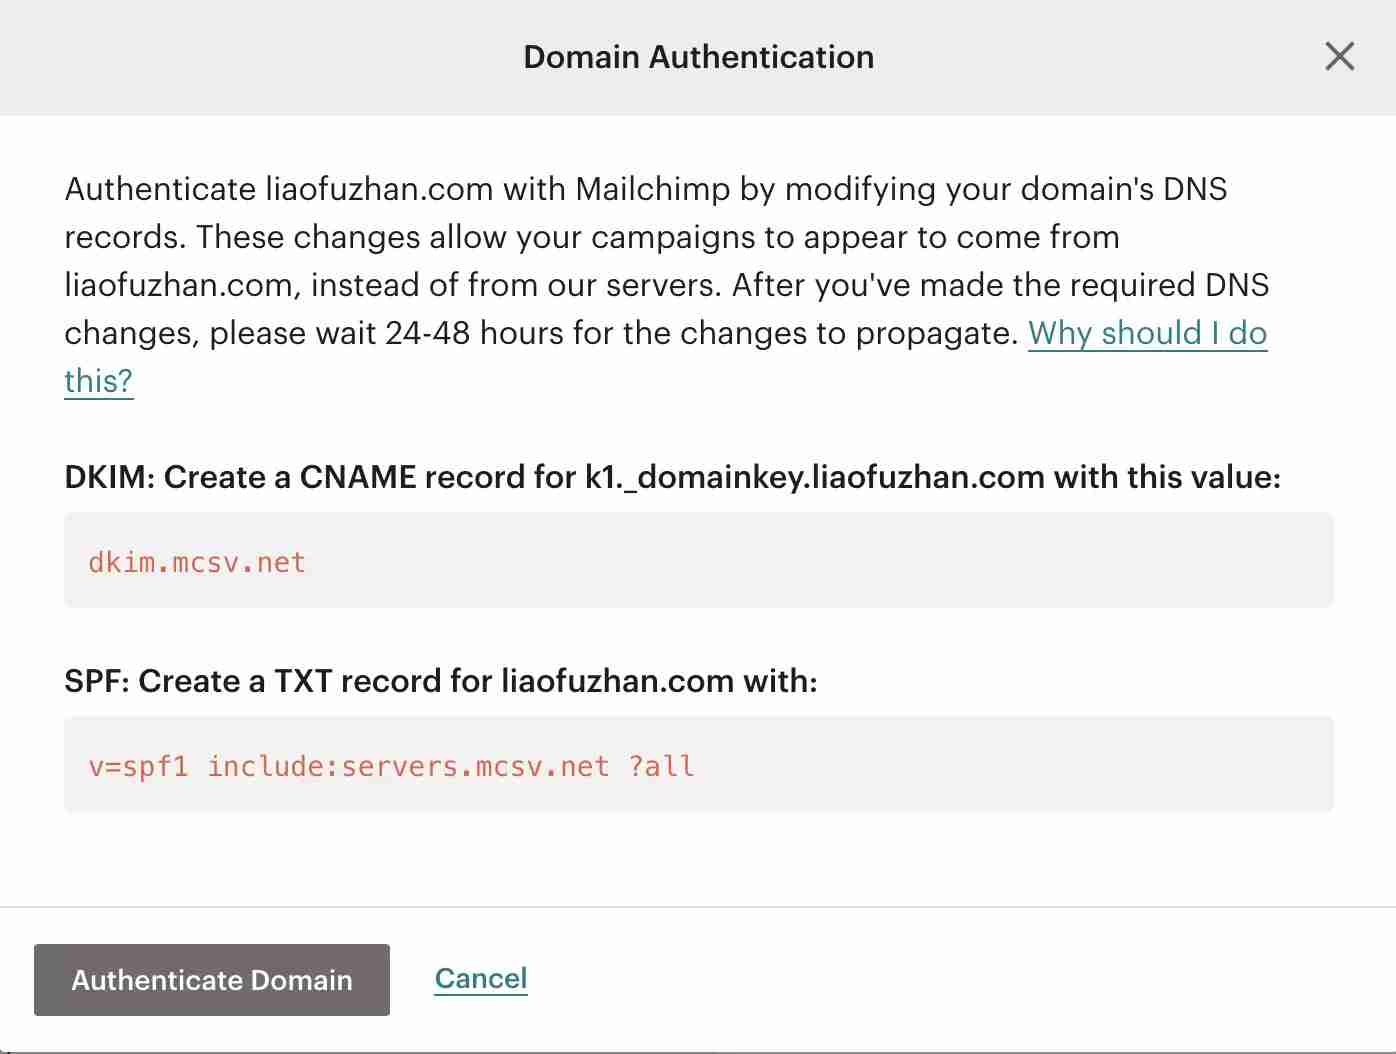 Domain Authentication
Authenticate liaofuzhan.com with Mailchimp by modifying your domain's DNS
records. These changes allow your campaigns to appear to come from
liaofuzhan.com, instead of from our servers. After you've made the required DNS
changes, please wait 24-48 hours for the changes to propagate. Why should I do
this?
DKIM: Create a CNAME record for k1._domainkey.liaofuzhan.com with this value:
dkim.mcsv.net
SPF: Create a TXT record for liaofuzhan.com with:
v=spf1 include:servers.mcsv.net ?all
Authenticate Domain
Cancel